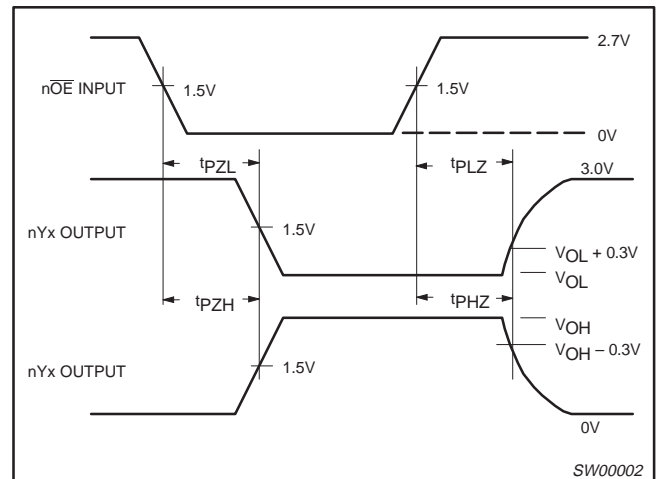 2.7V
nO̅E̅ INPUT
1.5V
1.5V
0V
tPZL
tPLZ
3.0V
nYx OUTPUT
1.5V
VOL + 0.3V
VOL
tPZH
tPHZ
VOH
VOH – 0.3V
nYx OUTPUT
1.5V
0V
SW00002